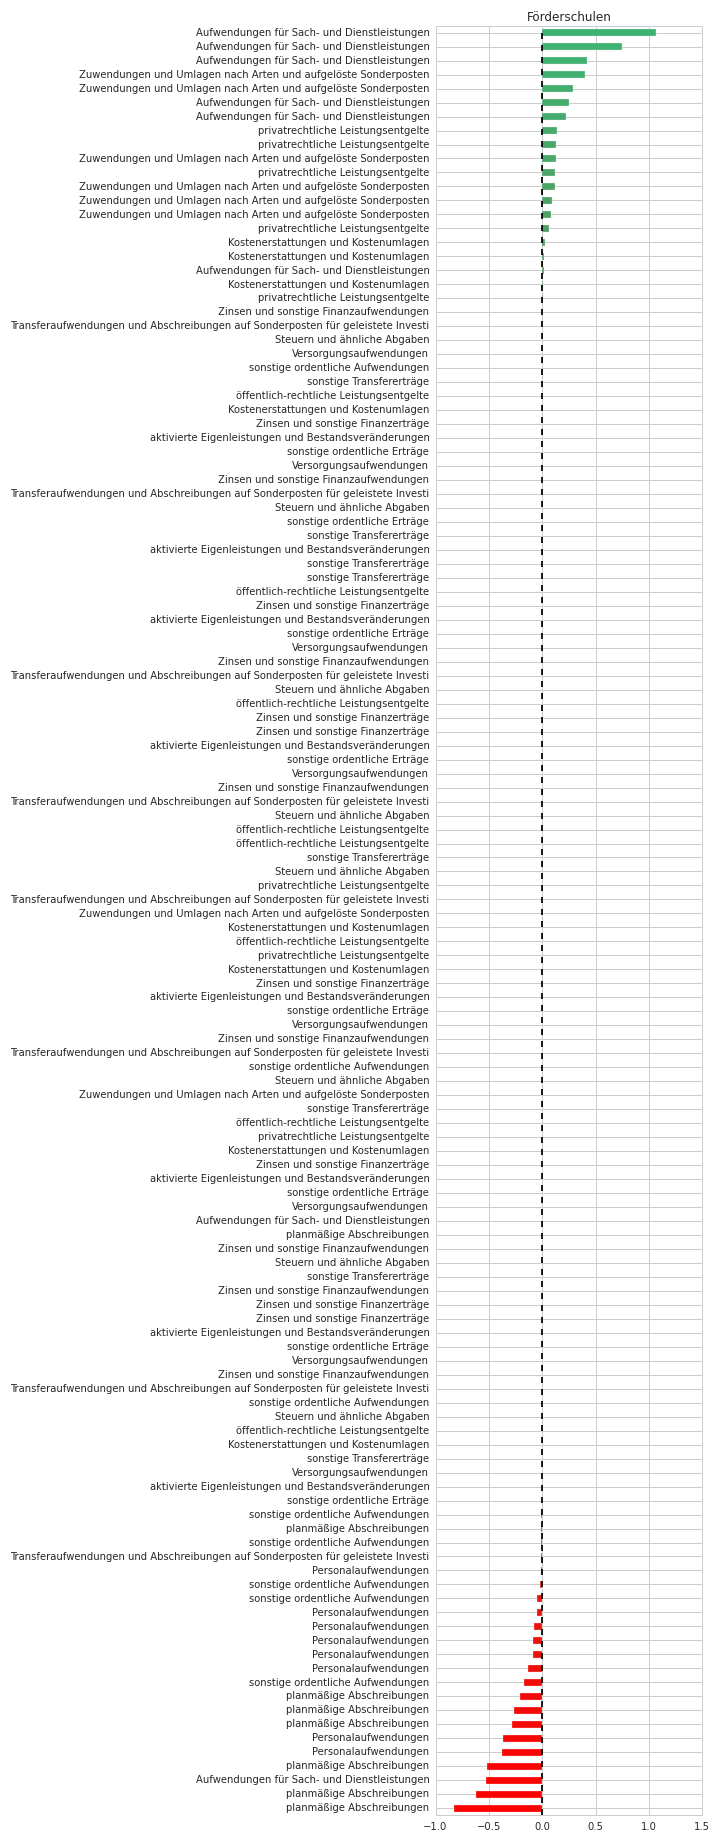 Förderschulen
Aufwendungen für Sach- und Dienstleistungen
Aufwendungen für Sach- und Dienstleistungen
Aufwendungen für Sach- und Dienstleistungen
Zuwendungen und Umlagen nach Arten und aufgelöste Sonderposten
Zuwendungen und Umlagen nach Arten und aufgelöste Sonderposten
Aufwendungen für Sach- und Dienstleistungen
Aufwendungen für Sach- und Dienstleistungen
privatrechtliche Leistungsentgelte
privatrechtliche Leistungsentgelte
Zuwendungen und Umlagen nach Arten und aufgelöste Sonderposten
privatrechtliche Leistungsentgelte
Zuwendungen und Umlagen nach Arten und aufgelöste Sonderposten
Zuwendungen und Umlagen nach Arten und aufgelöste Sonderposten
Zuwendungen und Umlagen nach Arten und aufgelöste Sonderposten
privatrechtliche Leistungsentgelte
Kostenerstattungen und Kostenumlagen
Kostenerstattungen und Kostenumlagen
Aufwendungen für Sach- und Dienstleistungen
Kostenerstattungen und Kostenumlagen
privatrechtliche Leistungsentgelte
Zinsen und sonstige Finanzaufwendungen
Transferaufwendungen und Abschreibungen auf Sonderposten für geleistete Investi
Steuern und ähnliche Abgaben
Versorgungsaufwendungen
sonstige ordentliche Aufwendungen
sonstige Transfererträge
öffentlich-rechtliche Leistungsentgelte
Kostenerstattungen und Kostenumlagen
Zinsen und sonstige Finanzerträge
aktivierte Eigenleistungen und Bestandsveränderungen
sonstige ordentliche Erträge
Versorgungsaufwendungen
Zinsen und sonstige Finanzaufwendungen
Transferaufwendungen und Abschreibungen auf Sonderposten für geleistete Investi
Steuern und ähnliche Abgaben
sonstige ordentliche Erträge
sonstige Transfererträge
aktivierte Eigenleistungen und Bestandsveränderungen
sonstige Transfererträge
sonstige Transfererträge
öffentlich-rechtliche Leistungsentgelte
Zinsen und sonstige Finanzerträge
aktivierte Eigenleistungen und Bestandsveränderungen
sonstige ordentliche Erträge
Versorgungsaufwendungen
Zinsen und sonstige Finanzaufwendungen
Transferaufwendungen und Abschreibungen auf Sonderposten für geleistete Investi
Steuern und ähnliche Abgaben
öffentlich-rechtliche Leistungsentgelte
Zinsen und sonstige Finanzerträge
Zinsen und sonstige Finanzerträge
aktivierte Eigenleistungen und Bestandsveränderungen
sonstige ordentliche Erträge
Versorgungsaufwendungen
Zinsen und sonstige Finanzaufwendungen
Transferaufwendungen und Abschreibungen auf Sonderposten für geleistete Investi
Steuern und ähnliche Abgaben
öffentlich-rechtliche Leistungsentgelte
öffentlich-rechtliche Leistungsentgelte
sonstige Transfererträge
Steuern und ähnliche Abgaben
privatrechtliche Leistungsentgelte
Transferaufwendungen und Abschreibungen auf Sonderposten für geleistete Investi
Zuwendungen und Umlagen nach Arten und aufgelöste Sonderposten
Kostenerstattungen und Kostenumlagen
öffentlich-rechtliche Leistungsentgelte
privatrechtliche Leistungsentgelte
Kostenerstattungen und Kostenumlagen
Zinsen und sonstige Finanzerträge
aktivierte Eigenleistungen und Bestandsveränderungen
sonstige ordentliche Erträge
Versorgungsaufwendungen
Zinsen und sonstige Finanzaufwendungen
Transferaufwendungen und Abschreibungen auf Sonderposten für geleistete Investi
sonstige ordentliche Aufwendungen
Steuern und ähnliche Abgaben
Zuwendungen und Umlagen nach Arten und aufgelöste Sonderposten
sonstige Transfererträge
öffentlich-rechtliche Leistungsentgelte
privatrechtliche Leistungsentgelte
Kostenerstattungen und Kostenumlagen
Zinsen und sonstige Finanzerträge
aktivierte Eigenleistungen und Bestandsveränderungen
sonstige ordentliche Erträge
Versorgungsaufwendungen
Aufwendungen für Sach- und Dienstleistungen
planmäßige Abschreibungen
Zinsen und sonstige Finanzaufwendungen
Steuern und ähnliche Abgaben
sonstige Transfererträge
Zinsen und sonstige Finanzaufwendungen
Zinsen und sonstige Finanzerträge
Zinsen und sonstige Finanzerträge
aktivierte Eigenleistungen und Bestandsveränderungen
sonstige ordentliche Erträge
Versorgungsaufwendungen
Zinsen und sonstige Finanzaufwendungen
Transferaufwendungen und Abschreibungen auf Sonderposten für geleistete Investi
sonstige ordentliche Aufwendungen
Steuern und ähnliche Abgaben
öffentlich-rechtliche Leistungsentgelte
Kostenerstattungen und Kostenumlagen
sonstige Transfererträge
Versorgungsaufwendungen
aktivierte Eigenleistungen und Bestandsveränderungen
sonstige ordentliche Erträge
sonstige ordentliche Aufwendungen
planmäßige Abschreibungen
sonstige ordentliche Aufwendungen
Transferaufwendungen und Abschreibungen auf Sonderposten für geleistete Investi
Personalaufwendungen
sonstige ordentliche Aufwendungen
sonstige ordentliche Aufwendungen
Personalaufwendungen
Personalaufwendungen
Personalaufwendungen
Personalaufwendungen
Personalaufwendungen
sonstige ordentliche Aufwendungen
planmäßige Abschreibungen
planmäßige Abschreibungen
planmäßige Abschreibungen
Personalaufwendungen
Personalaufwendungen
planmäßige Abschreibungen
Aufwendungen für Sach- und Dienstleistungen
planmäßige Abschreibungen
planmäßige Abschreibungen
−1.0 −0.5 0.0 0.5 1.0 1.5